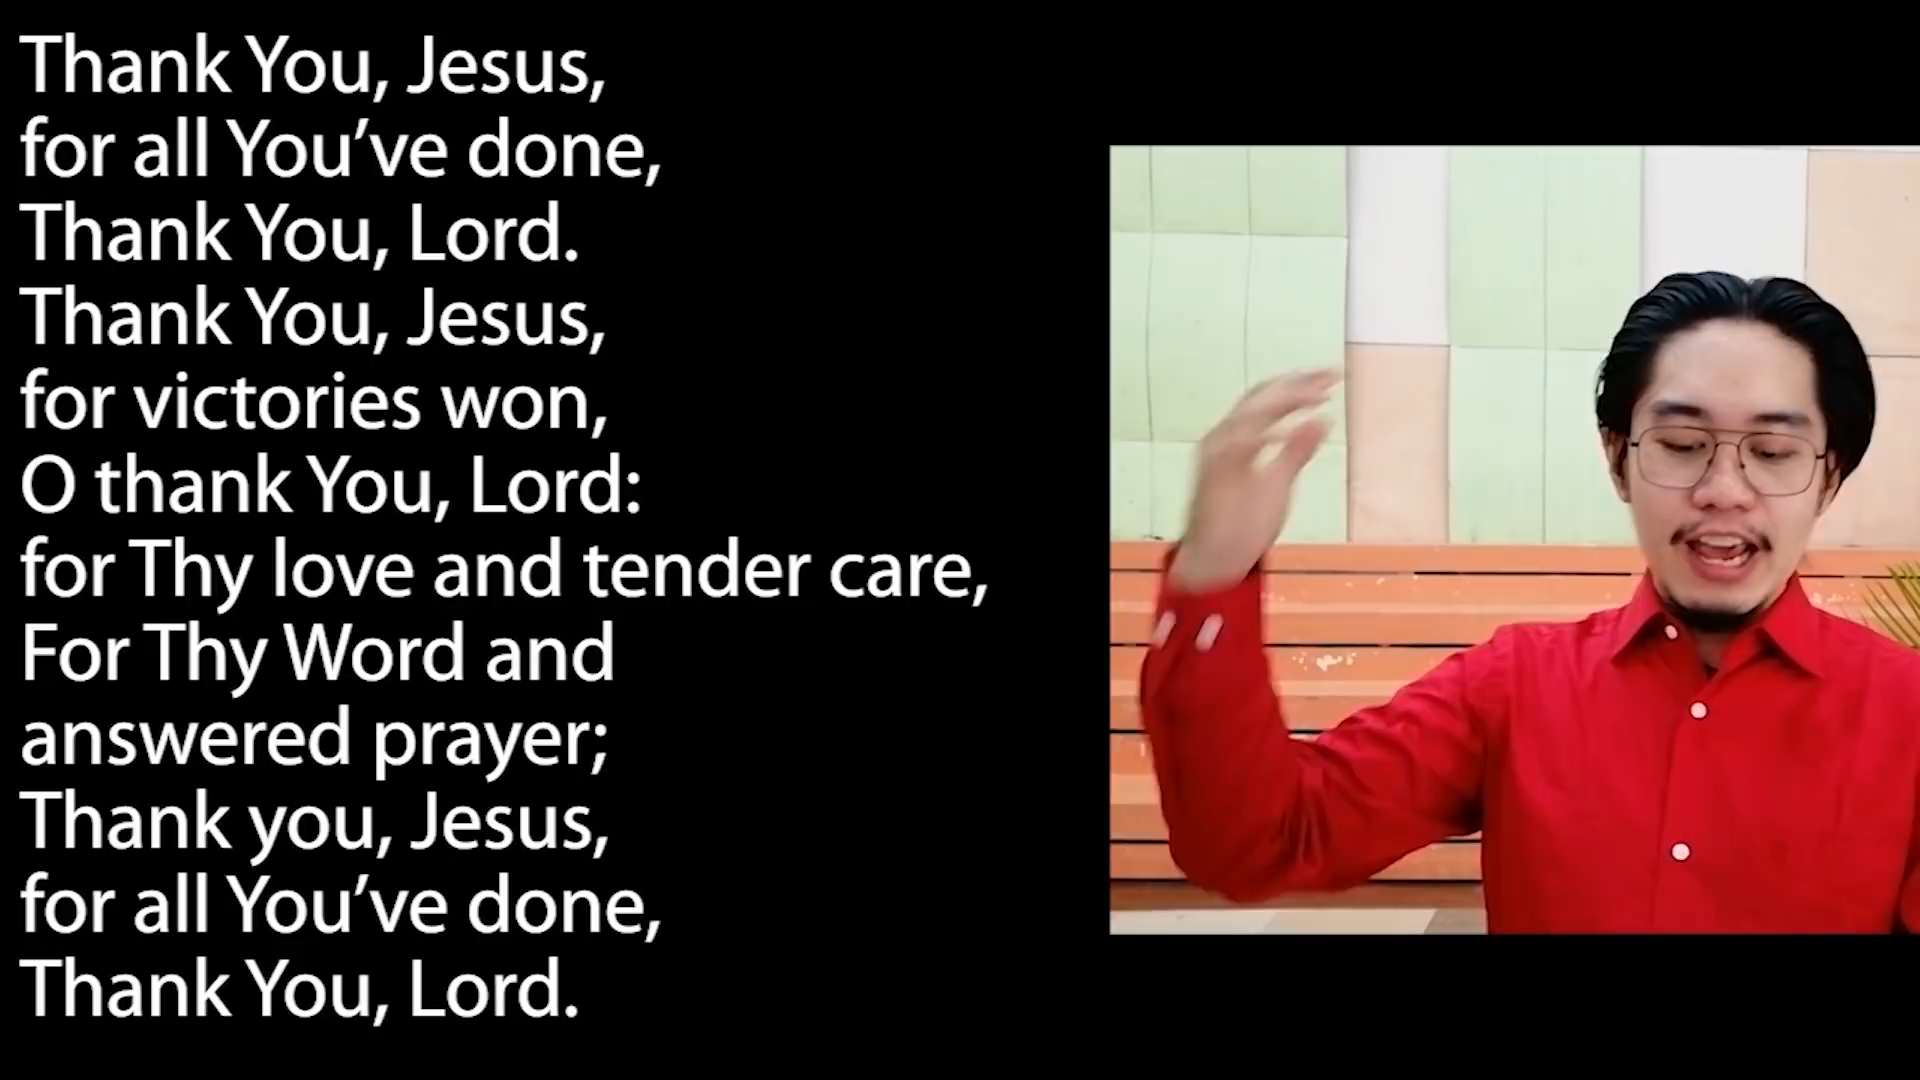 Thank You, Jesus,
for all You’ve done,
Thank You, Lord.
Thank You, Jesus,
for victories won,
O thank You, Lord:
for Thy love and tender care,
For Thy Word and
answered prayer;
Thank you, Jesus,
for all You’ve done,
Thank You, Lord.